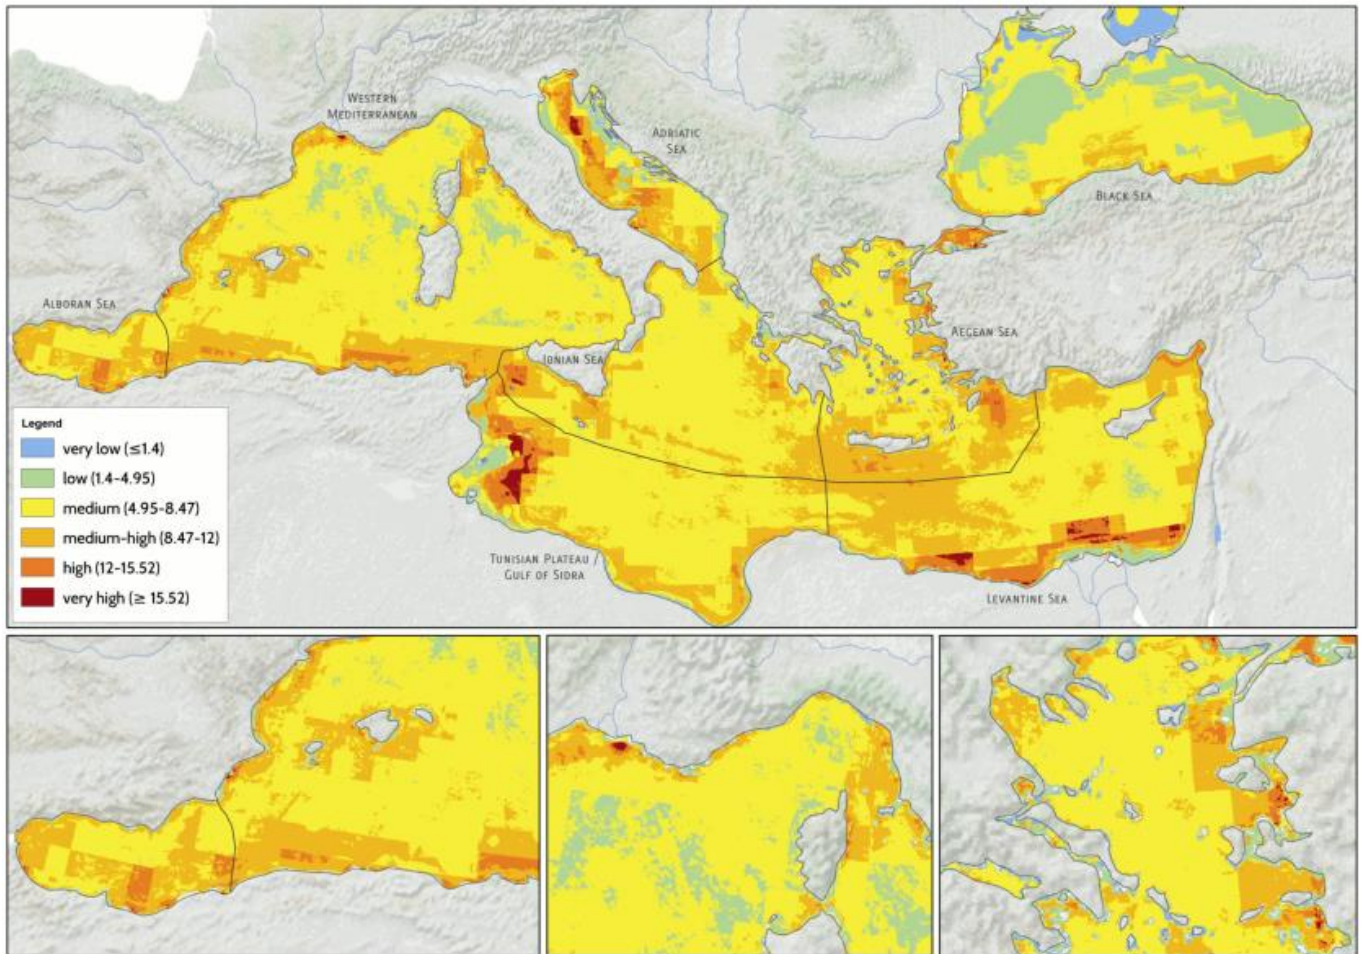 WESTERN
MEDITERRANEAN
ADRIATIC
SEA
BLACK SEA
ALBORAN SEA
AEGEAN SEA
IONIAN SEA
Legend
very low (≤1.4)
low (1.4-4.95)
medium (4.95-8.47)
medium-high (8.47-12)
high (12-15.52)
very high (≥ 15.52)
TUNISIAN PLATEAU /
GULF OF SIDRA
LEVANTINE SEA